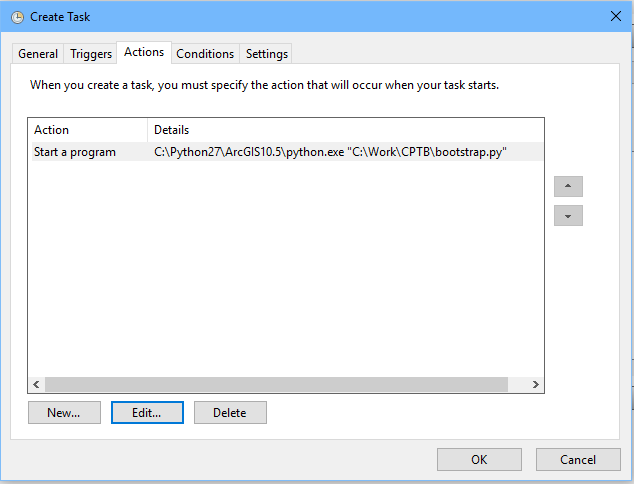 Create Task
General Triggers Actions Conditions Settings
When you create a task, you must specify the action that will occur when your task starts.
Action Details
Start a program C:\Python27\ArcGIS10.5\python.exe "C:\Work\CPTB\bootstrap.py"
New... Edit... Delete
OK Cancel